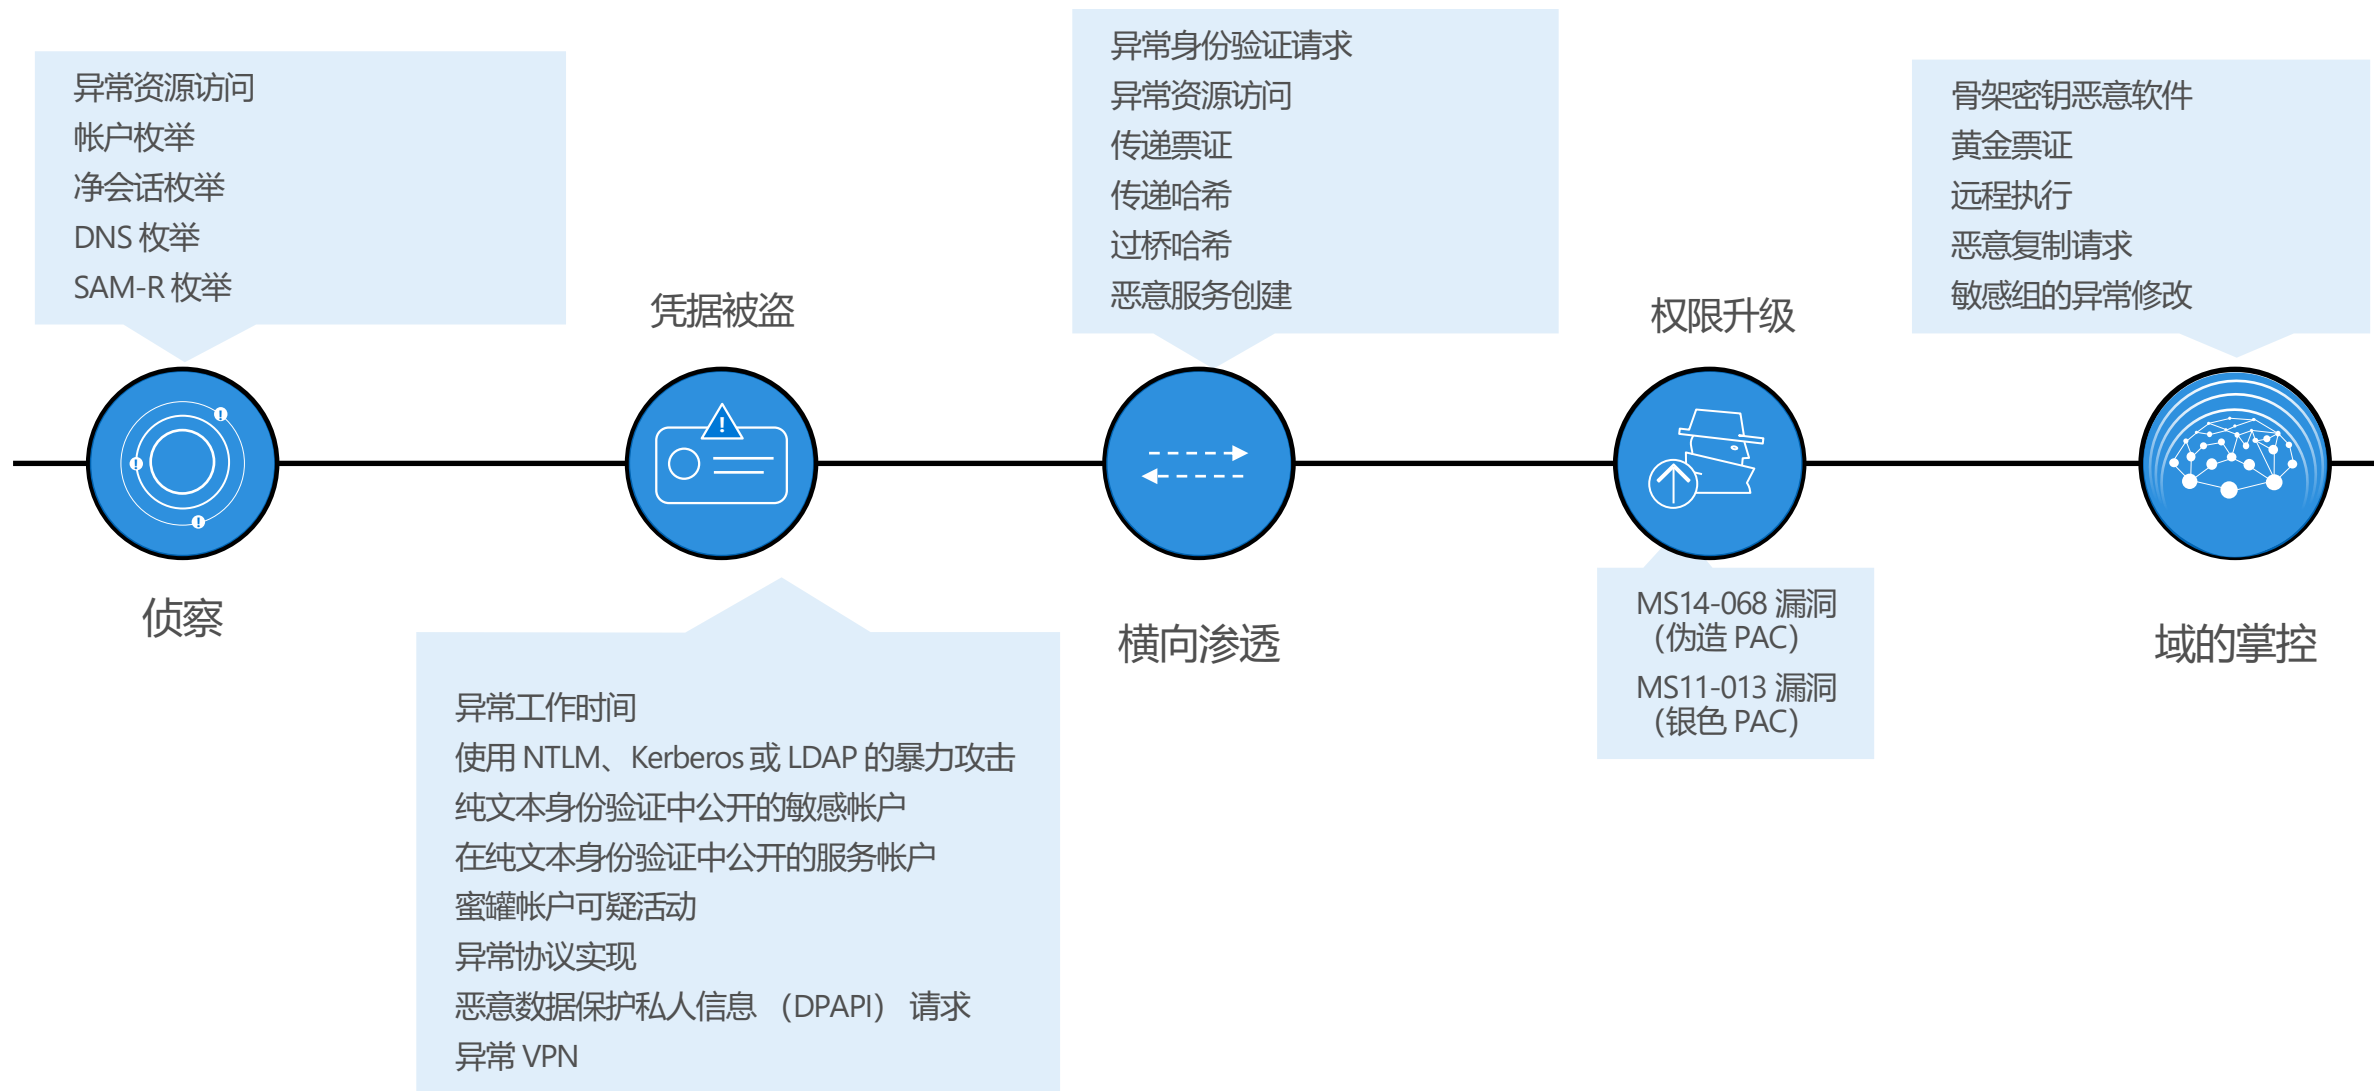 异常资源访问
帐户枚举
净会话枚举
DNS 枚举
SAM-R 枚举
侦察
凭据被盗
异常工作时间
使用 NTLM、Kerberos 或 LDAP 的暴力攻击
纯文本身份验证中公开的敏感帐户
在纯文本身份验证中公开的服务帐户
蜜罐帐户可疑活动
异常协议实现
恶意数据保护私人信息 （DPAPI） 请求
异常 VPN
异常身份验证请求
异常资源访问
传递票证
传递哈希
过桥哈希
恶意服务创建
横向渗透
权限升级
MS14-068 漏洞
（伪造 PAC）
MS11-013 漏洞
（银色 PAC）
骨架密钥恶意软件
黄金票证
远程执行
恶意复制请求
敏感组的异常修改
域的掌控